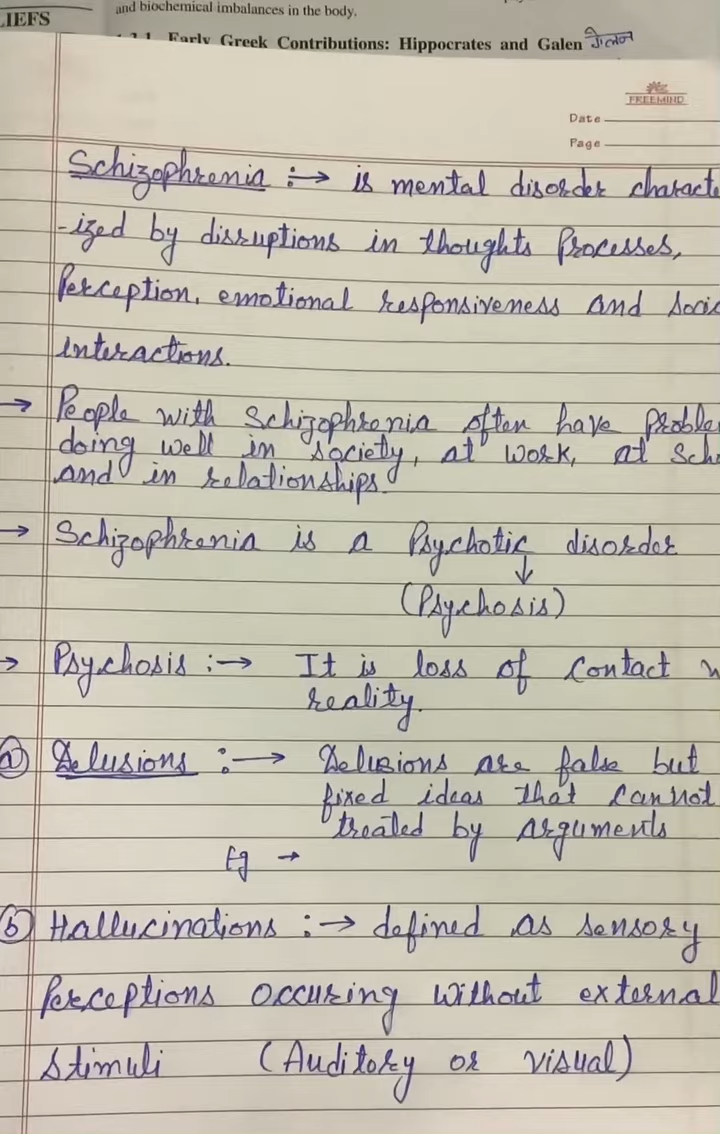 IEFS
and biochemical imbalances in the body.
Early Greek Contributions: Hippocrates and Galen गेलन
FREEMIND
Date
Page
Schizophrenia :→ is mental disorder characte
-ized by disruptions in thoughts Processes,
Perception, emotional responsiveness and socia
interactions.
→ People with Schizophrenia often have Proble
doing well in society, at work, at Scho
and in relationships.
→ Schizophrenia is a Psychotic disorder
↓
(Psychosis)
→ Psychosis :→ It is loss of contact w
reality.
a) Delusions :→ Delusions are false but
fixed ideas that cannot
treated by arguments
Eg →
b) Hallucinations :→ defined as sensory
Perceptions occuring without external
stimuli (Auditory or visual)